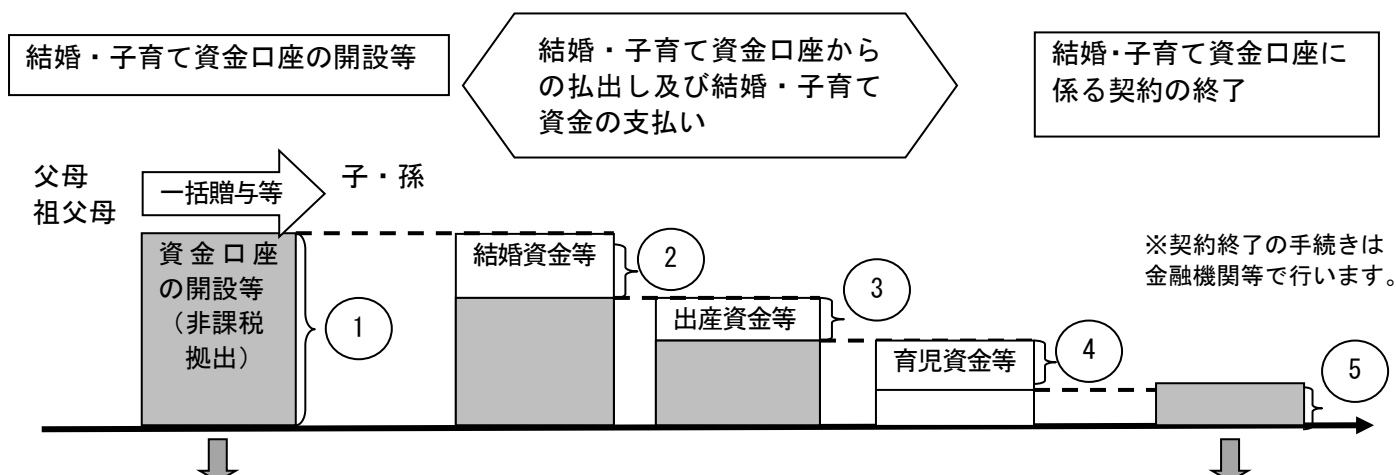 結婚・子育て資金口座の開設等
結婚・子育て資金口座から
の払出し及び結婚・子育て
資金の支払い
結婚・子育て資金口座に
係る契約の終了
父母
祖父母
一括贈与等
子・孫
資金口座
の開設等
（非課税
拠出）
1
結婚資金等
2
出産資金等
3
育児資金等
4
※契約終了の手続きは
金融機関等で行います。
5